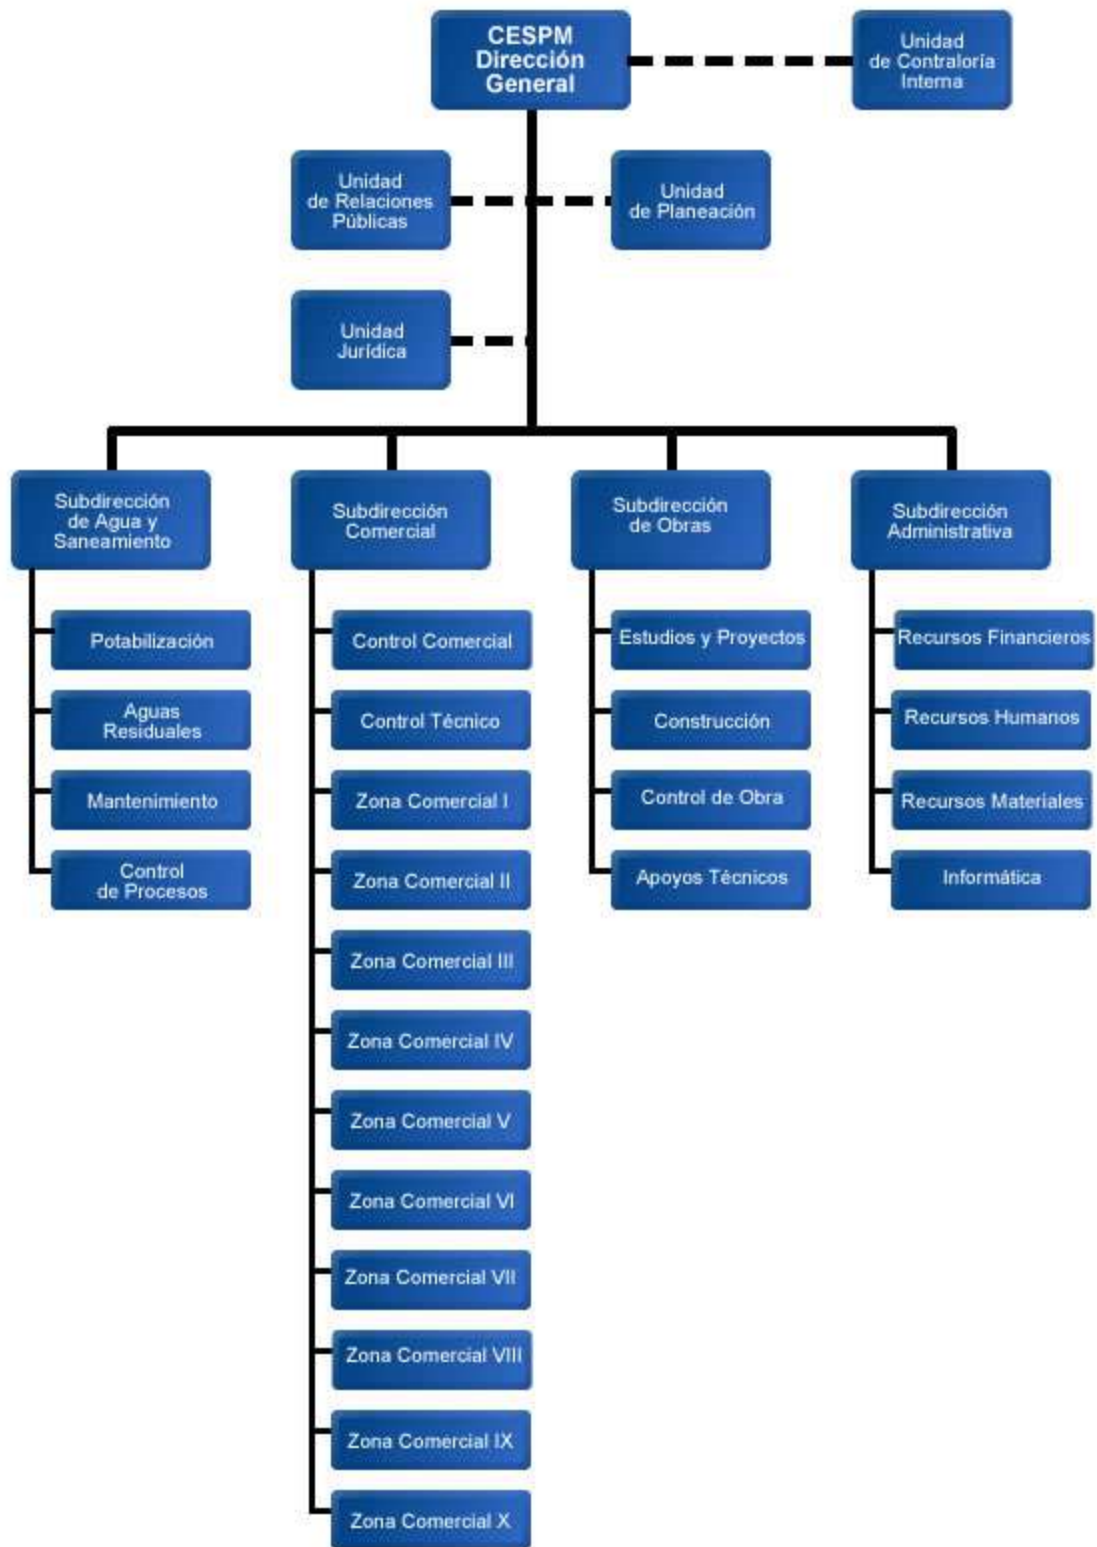 CESPM
Dirección
General
Unidad
de Contraloría
Interna
Unidad
de Relaciones
Públicas
Unidad
de Planeación
Unidad
Jurídica
Subdirección
de Agua y
Saneamiento
Subdirección
Comercial
Subdirección
de Obras
Subdirección
Administrativa
Potabilización
Aguas
Residuales
Mantenimiento
Control
de Procesos
Control Comercial
Control Técnico
Zona Comercial I
Zona Comercial II
Zona Comercial III
Zona Comercial IV
Zona Comercial V
Zona Comercial VI
Zona Comercial VII
Zona Comercial VIII
Zona Comercial IX
Zona Comercial X
Estudios y Proyectos
Construcción
Control de Obra
Apoyos Técnicos
Recursos Financieros
Recursos Humanos
Recursos Materiales
Informática